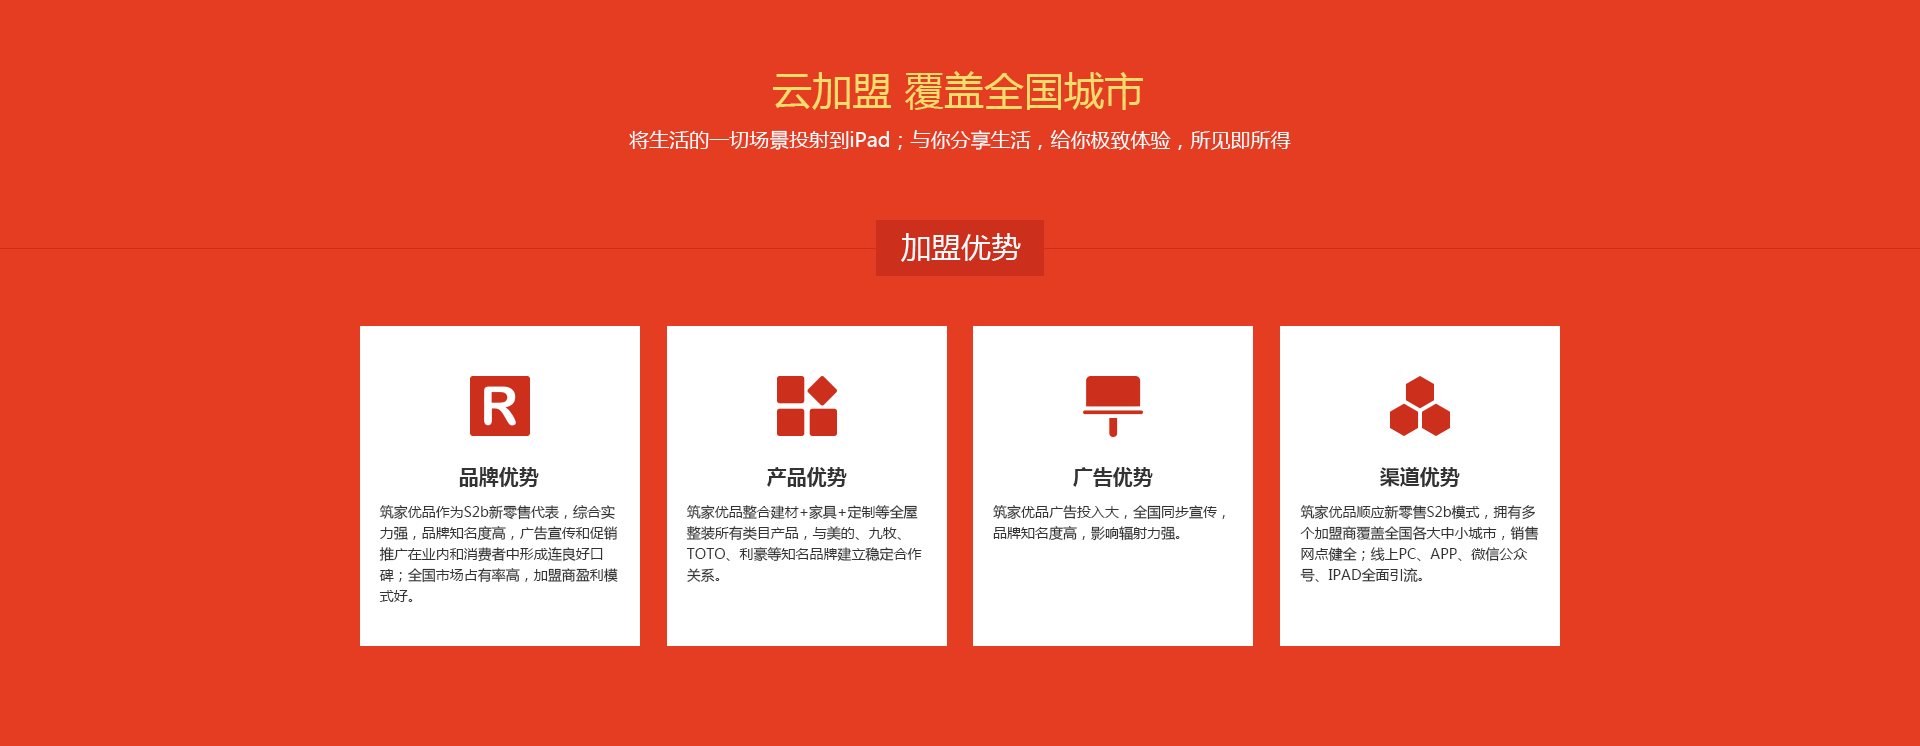 云加盟 覆盖全国城市
将生活的一切场景投射到iPad；与你分享生活，给你极致体验，所见即所得
加盟优势
R
品牌优势
筑家优品作为S2b新零售代表，综合实
力强，品牌知名度高，广告宣传和促销
推广在业内和消费者中形成连良好口
碑；全国市场占有率高，加盟商盈利模
式好。
产品优势
筑家优品整合建材+家具+定制等全屋
整装所有类目产品，与美的、九牧、
TOTO、利豪等知名品牌建立稳定合作
关系。
广告优势
筑家优品广告投入大，全国同步宣传，
品牌知名度高，影响辐射力强。
渠道优势
筑家优品顺应新零售S2b模式，拥有多
个加盟商覆盖全国各大中小城市，销售
网点健全；线上PC、APP、微信公众
号、IPAD全面引流。